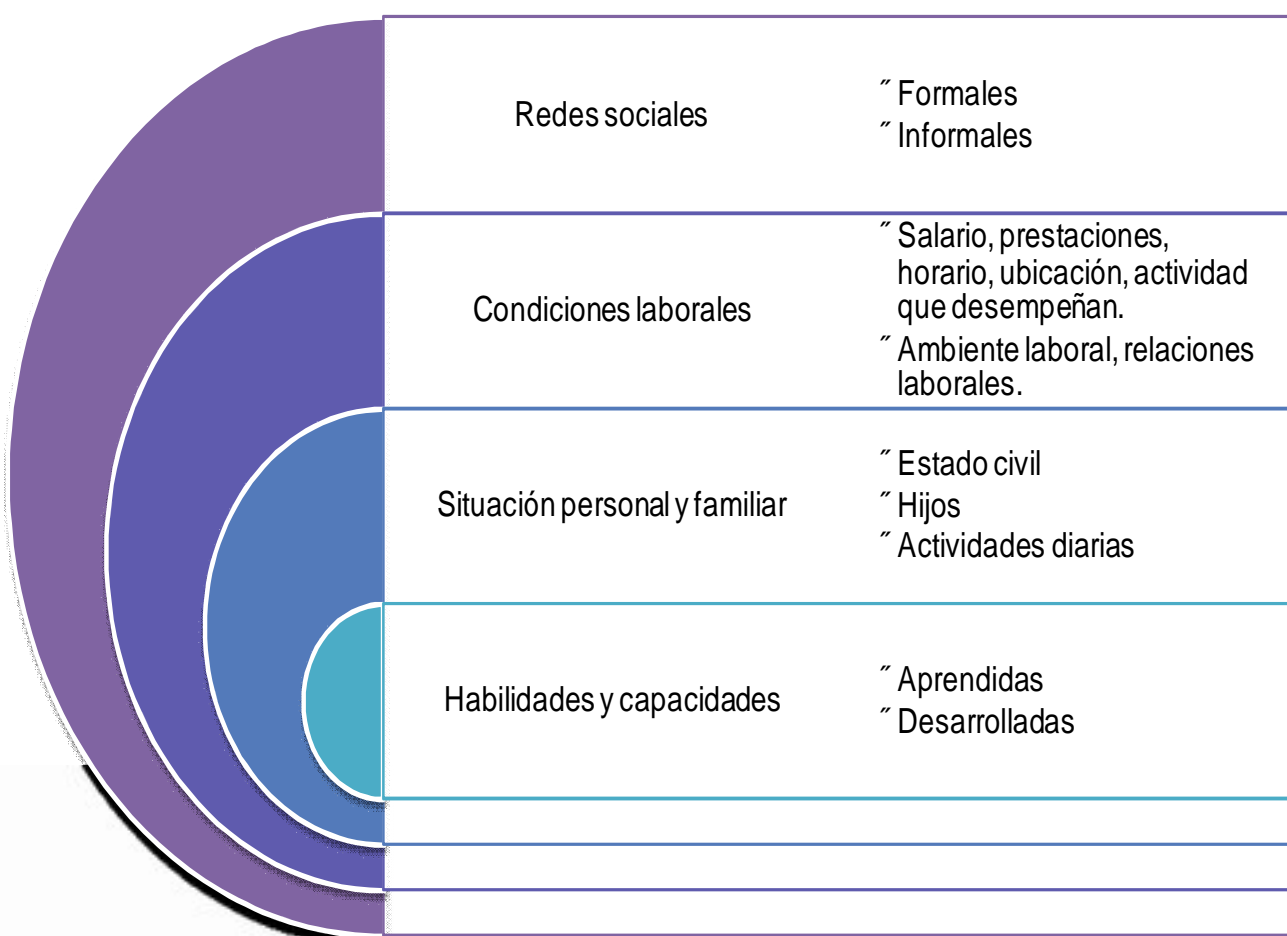 Redes sociales
˝ Formales
˝ Informales
Condiciones laborales
˝ Salario, prestaciones,
horario, ubicación, actividad
que desempeñan.
˝ Ambiente laboral, relaciones
laborales.
Situación personal y familiar
˝ Estado civil
˝ Hijos
˝ Actividades diarias
Habilidades y capacidades
˝ Aprendidas
˝ Desarrolladas